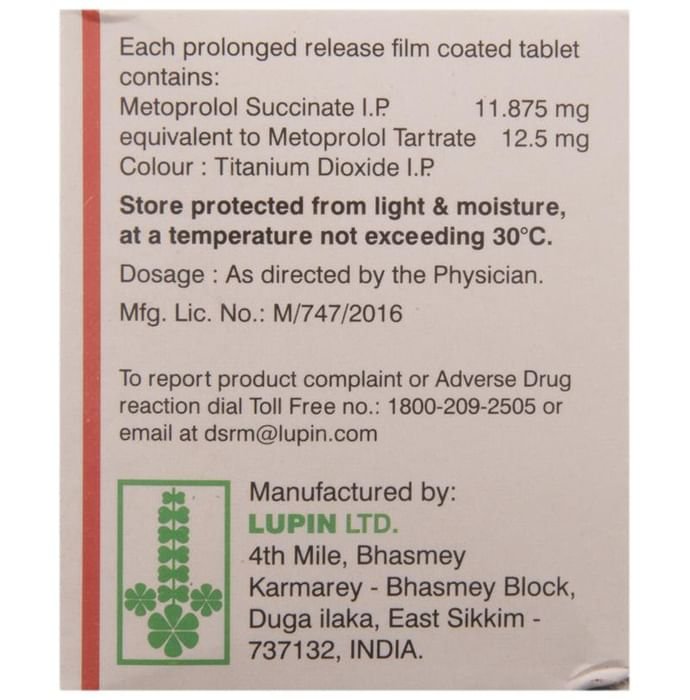 Each prolonged release film coated tablet
contains:
Metoprolol Succinate I.P. 11.875 mg
equivalent to Metoprolol Tartrate 12.5 mg
Colour : Titanium Dioxide I.P.
Store protected from light & moisture,
at a temperature not exceeding 30°C.
Dosage : As directed by the Physician.
Mfg. Lic. No.: M/747/2016
To report product complaint or Adverse Drug
reaction dial Toll Free no.: 1800-209-2505 or
email at dsrm@lupin.com
Manufactured by:
LUPIN LTD.
4th Mile, Bhasmey
Karmarey - Bhasmey Block,
Duga ilaka, East Sikkim -
737132, INDIA.